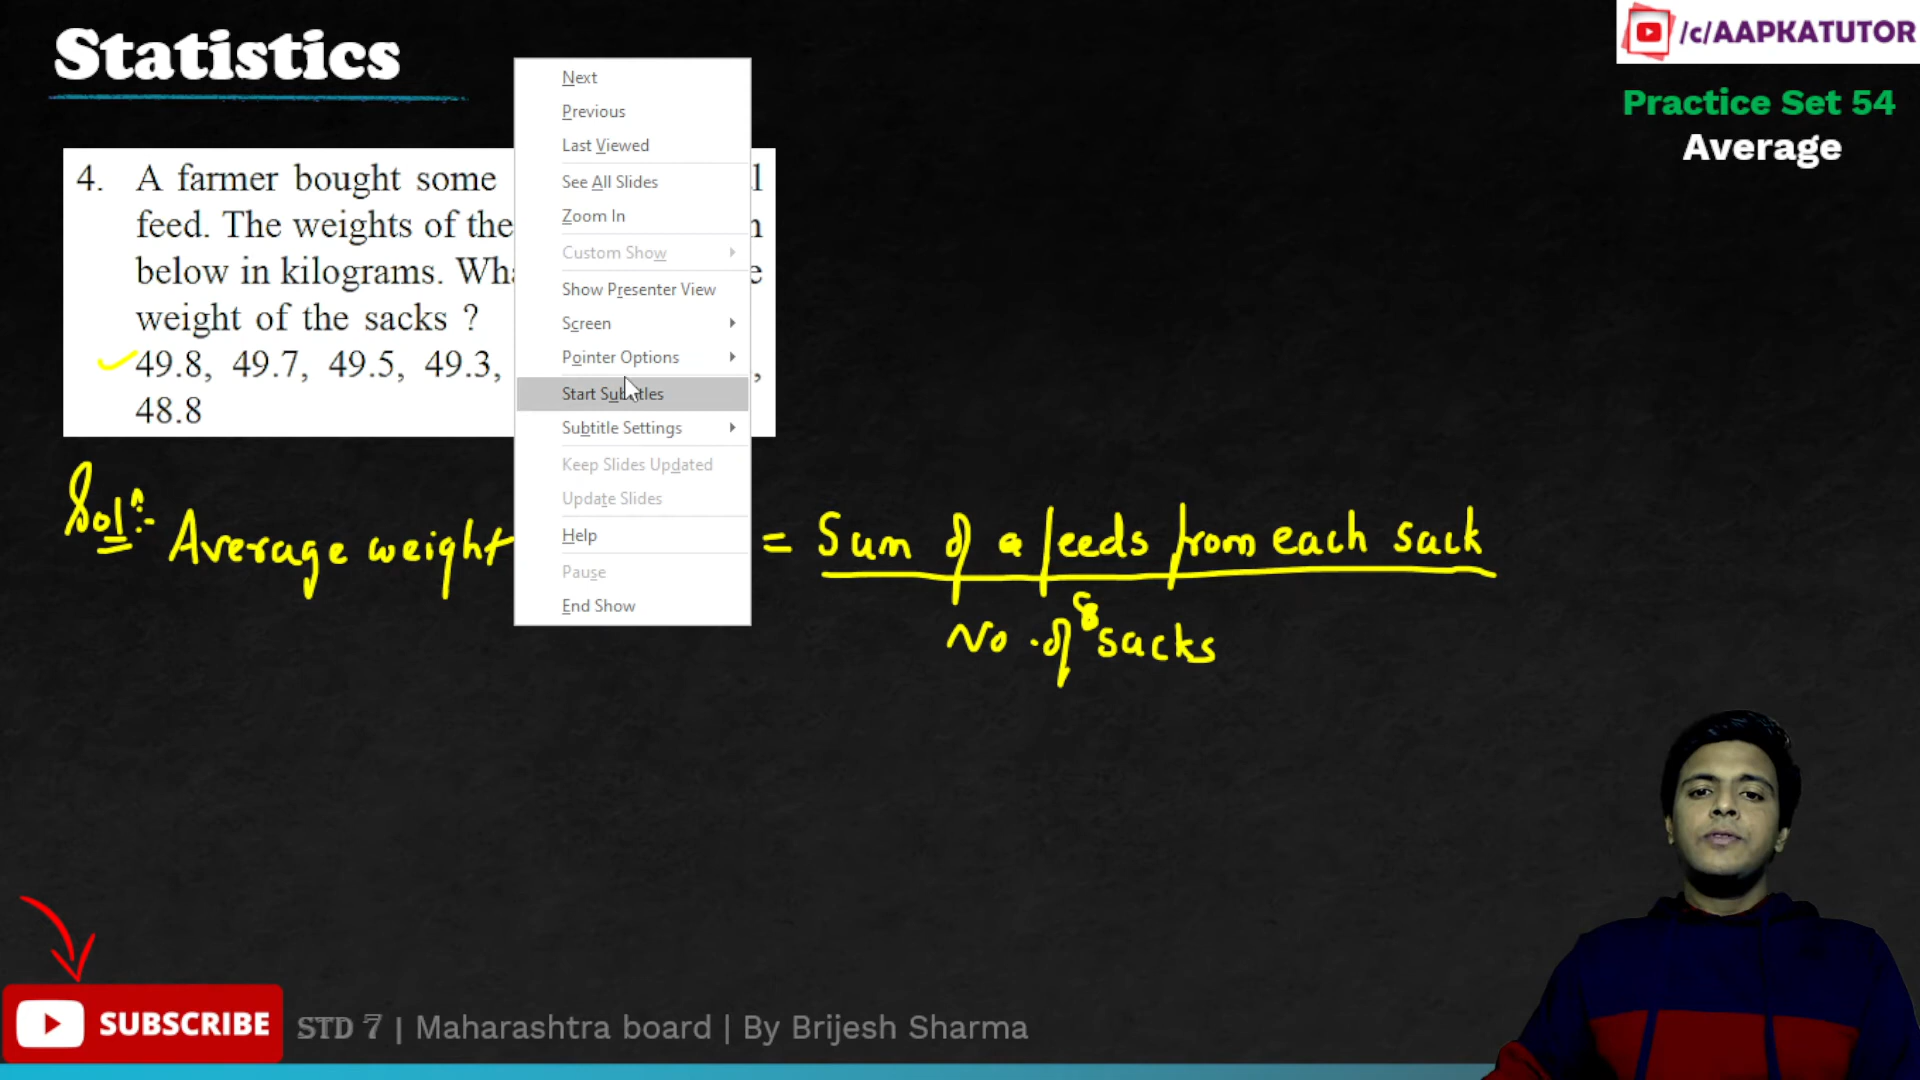 Statistics
/c/AAPKATUTOR
Practice Set 54
Average
4. A farmer bought some l
feed. The weights of the n
below in kilograms. Wha e
weight of the sacks ?
49.8, 49.7, 49.5, 49.3, ,
48.8
Next
Previous
Last Viewed
See All Slides
Zoom In
Custom Show
Show Presenter View
Screen
Pointer Options
Start Subtitles
Subtitle Settings
Keep Slides Updated
Update Slides
Help
Pause
End Show
Sol:- Average weight = Sum of a feeds from each sack
No. of 8 sacks
SUBSCRIBE STD 7 | Maharashtra board | By Brijesh Sharma